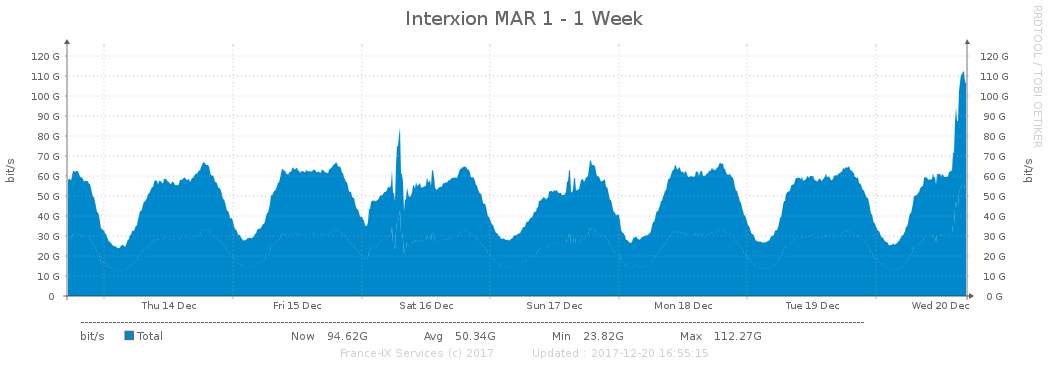 Interxion MAR 1 - 1 Week
RRDTOOL / TOBI OETIKER
bit/s
bit/s
120 G 120 G
110 G 110 G
100 G 100 G
90 G 90 G
80 G 80 G
70 G 70 G
60 G 60 G
50 G 50 G
40 G 40 G
30 G 30 G
20 G 20 G
10 G 10 G
0 0 G
Thu 14 Dec Fri 15 Dec Sat 16 Dec Sun 17 Dec Mon 18 Dec Tue 19 Dec Wed 20 Dec
bit/s Total Now 94.62G Avg 50.34G Min 23.82G Max 112.27G
France-IX Services (c) 2017 Updated : 2017-12-20 16:55:15